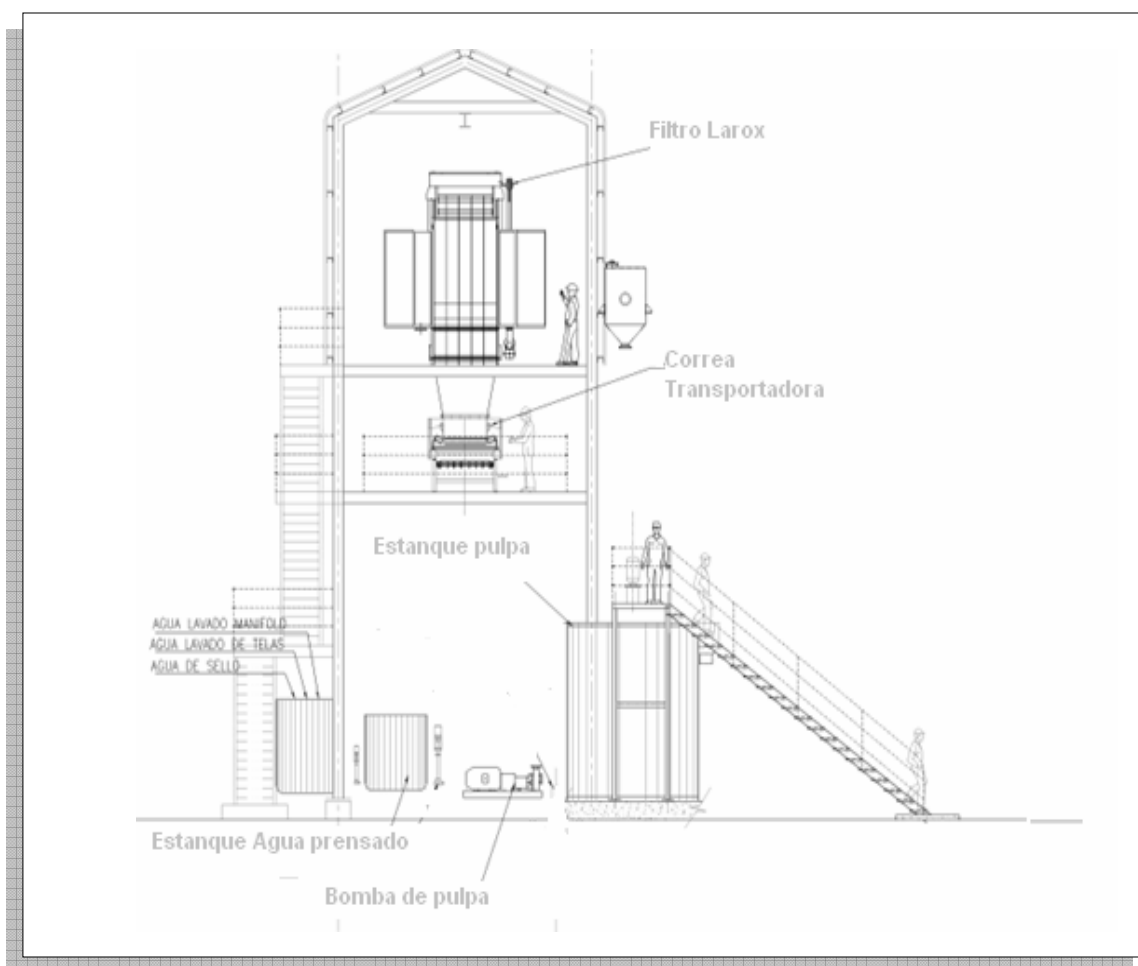 Filtro Larox
Correa
Transportadora
Estanque pulpa
AGUA LAVADO MANIFOLD
AGUA LAVADO DE TELAS
AGUA DE SELLO
Estanque Agua prensado
Bomba de pulpa